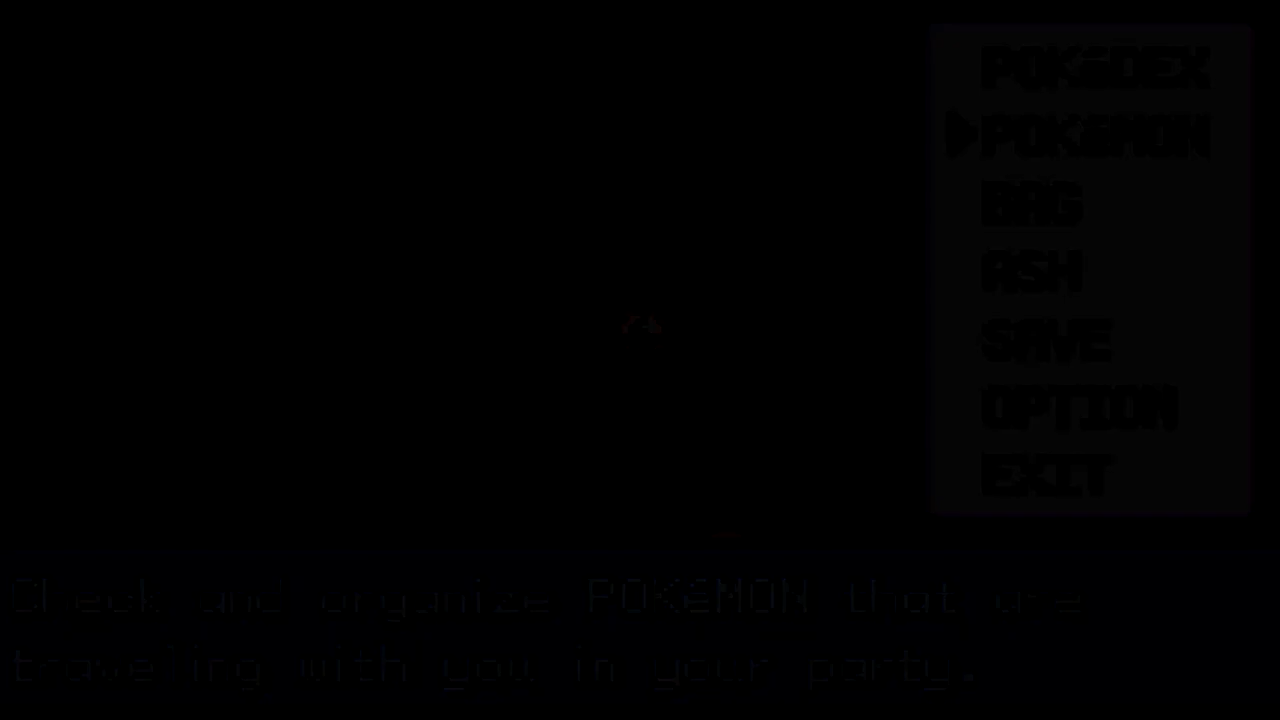 POKéDEX
▶POKéMON
BAG
ASH
SAVE
OPTION
EXIT
Check and organize POKéMON that are
traveling with you in your party.